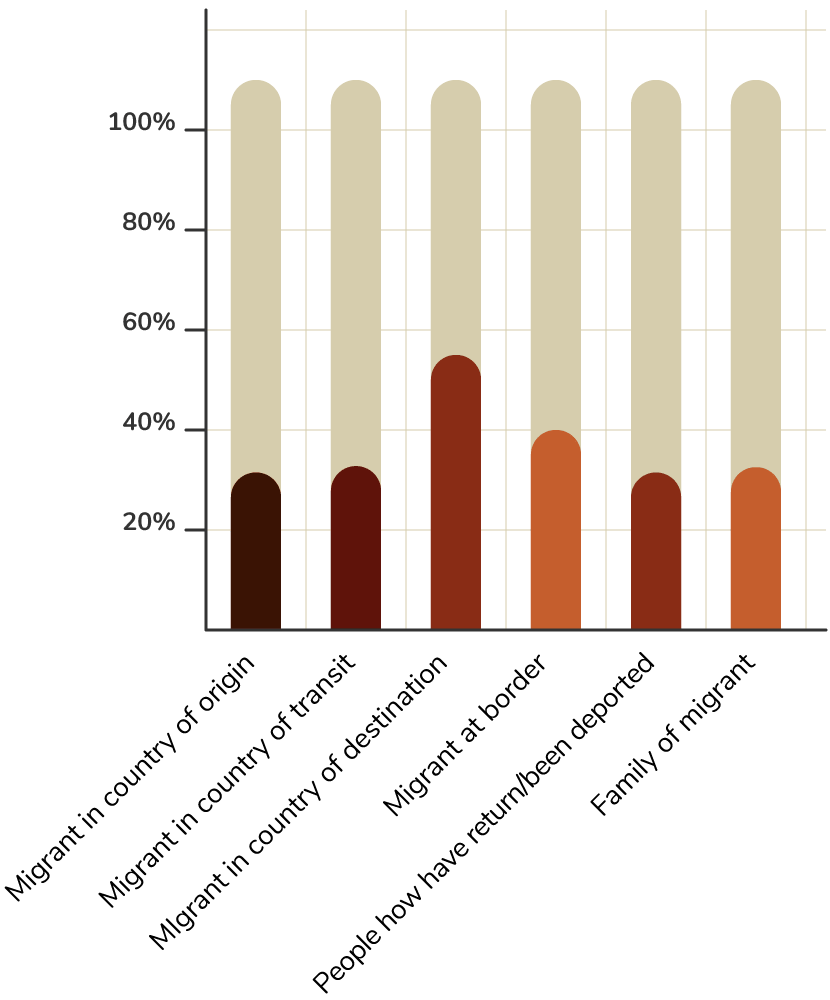 100%
80%
60%
40%
20%
Migrant in country of origin
Migrant in country of transit
MIgrant in country of destination
Migrant at border
People how have return/been deported
Family of migrant